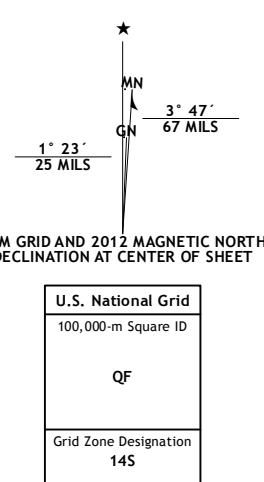 ★
MN
3° 47´
67 MILS
GN
1° 23´
25 MILS
M GRID AND 2012 MAGNETIC NORTH
DECLINATION AT CENTER OF SHEET
U.S. National Grid
100,000-m Square ID
QF
Grid Zone Designation
14S